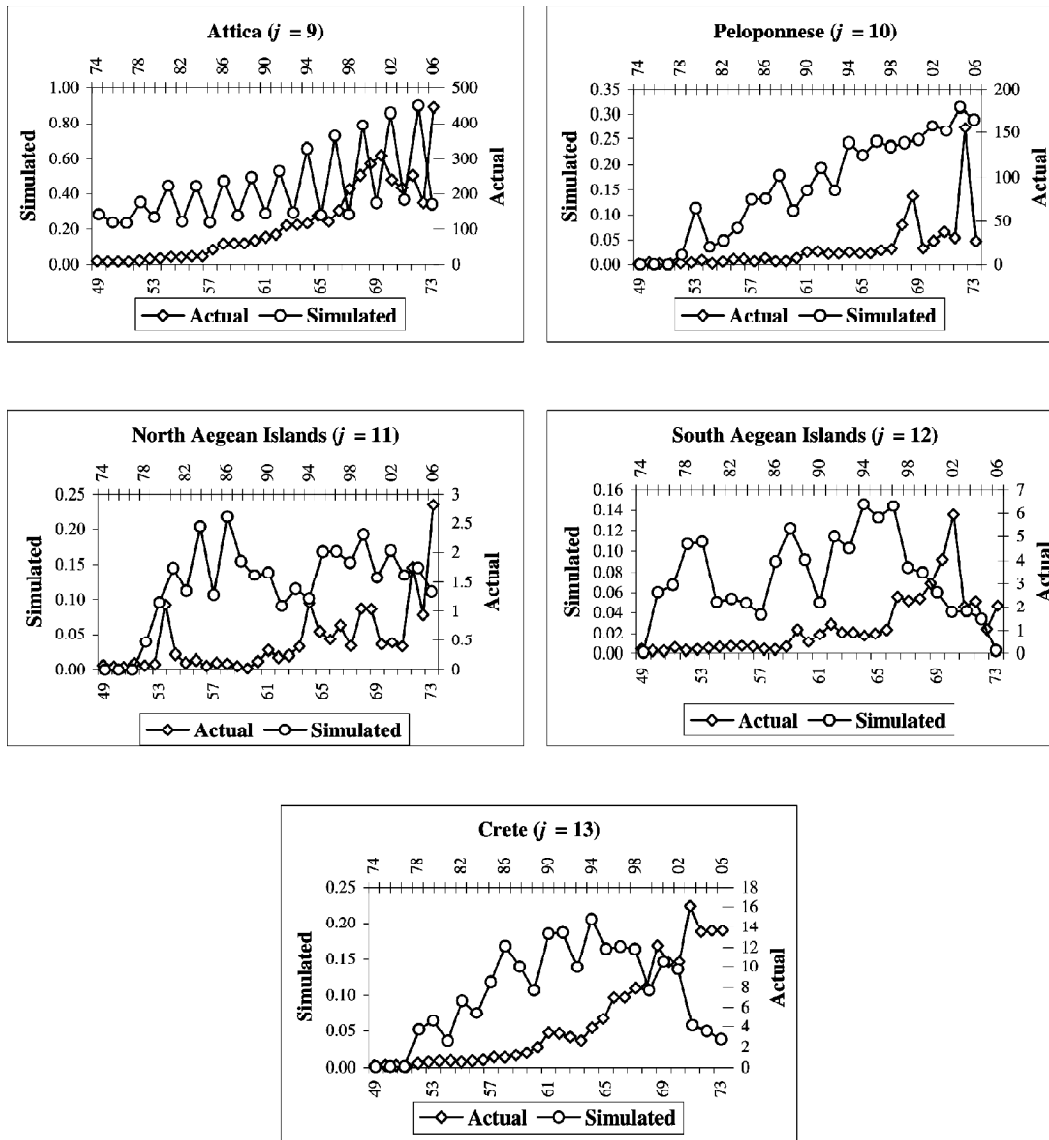 Attica (j = 9)
74 78 82 86 90 94 98 02 06
1.00 0.80 0.60 0.40 0.20 0.00
Simulated
500 400 300 200 100 0
Actual
49 53 57 61 65 69 73
Actual Simulated
Peloponnese (j = 10)
74 78 82 86 90 94 98 02 06
0.35 0.30 0.25 0.20 0.15 0.10 0.05 0.00
Simulated
200 150 100 50 0
Actual
49 53 57 61 65 69 73
Actual Simulated
North Aegean Islands (j = 11)
74 78 82 86 90 94 98 02 06
0.25 0.20 0.15 0.10 0.05 0.00
Simulated
3 2.5 2 1.5 1 0.5 0
Actual
49 53 57 61 65 69 73
Actual Simulated
South Aegean Islands (j = 12)
74 78 82 86 90 94 98 02 06
0.16 0.14 0.12 0.10 0.08 0.06 0.04 0.02 0.00
Simulated
7 6 5 4 3 2 1 0
Actual
49 53 57 61 65 69 73
Actual Simulated
Crete (j = 13)
74 78 82 86 90 94 98 02 05
0.25 0.20 0.15 0.10 0.05 0.00
Simulated
18 16 14 12 10 8 6 4 2 0
Actual
49 53 57 61 65 69 73
Actual Simulated